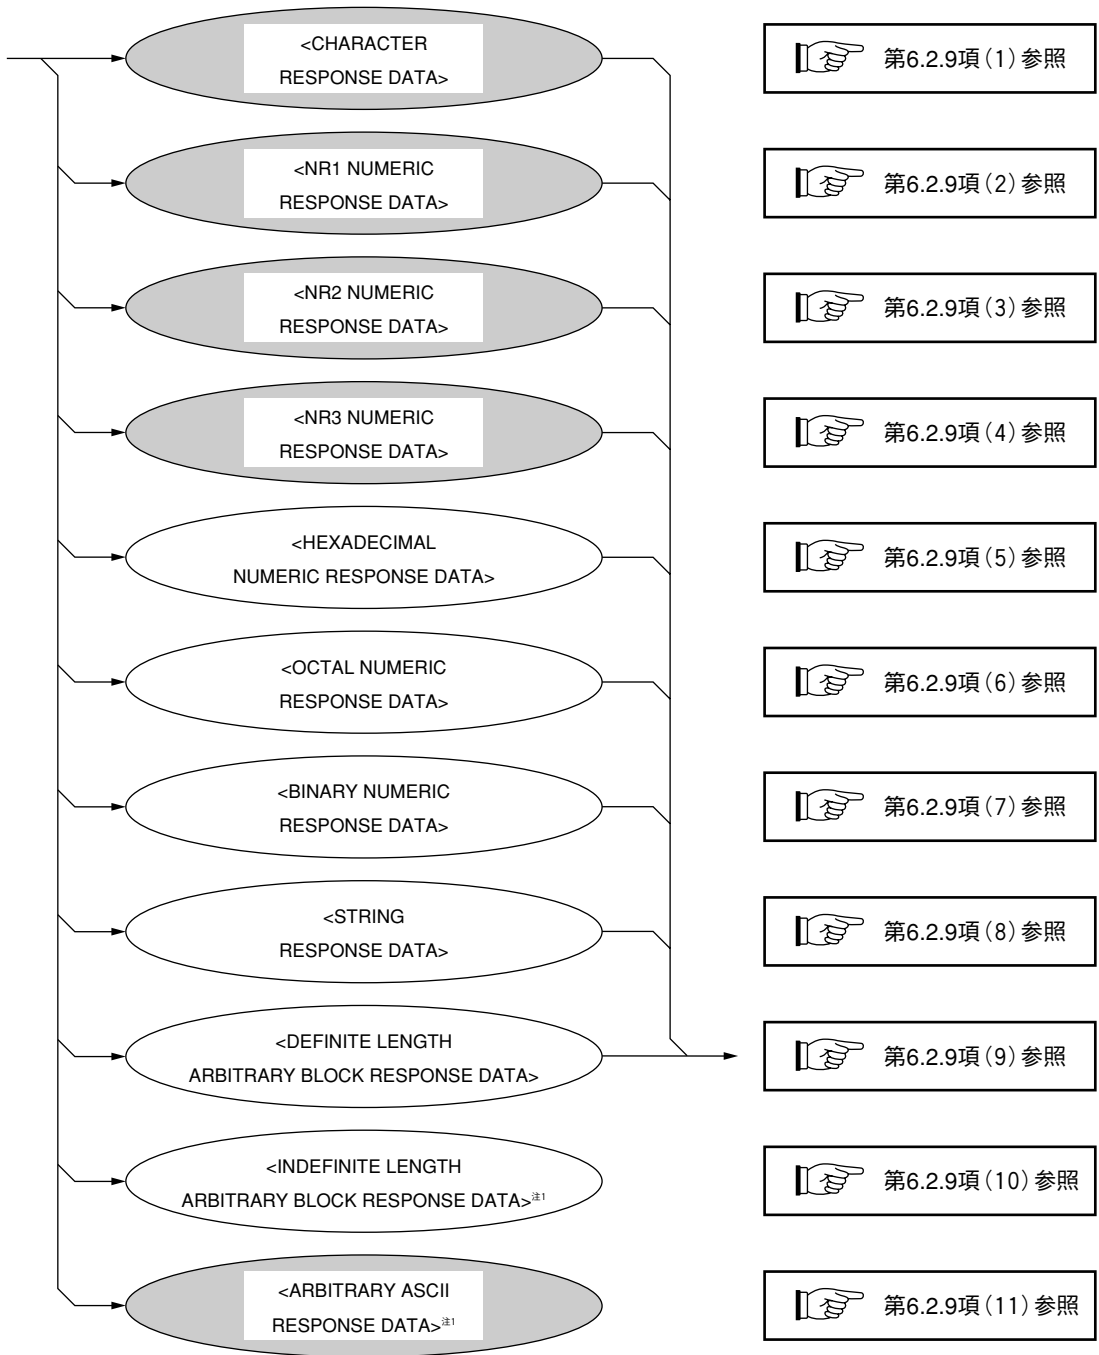 <CHARACTER
RESPONSE DATA>
第6.2.9項（1）参照
<NR1 NUMERIC
RESPONSE DATA>
第6.2.9項（2）参照
<NR2 NUMERIC
RESPONSE DATA>
第6.2.9項（3）参照
<NR3 NUMERIC
RESPONSE DATA>
第6.2.9項（4）参照
<HEXADECIMAL
NUMERIC RESPONSE DATA>
第6.2.9項（5）参照
<OCTAL NUMERIC
RESPONSE DATA>
第6.2.9項（6）参照
<BINARY NUMERIC
RESPONSE DATA>
第6.2.9項（7）参照
<STRING
RESPONSE DATA>
第6.2.9項（8）参照
<DEFINITE LENGTH
ARBITRARY BLOCK RESPONSE DATA>
第6.2.9項（9）参照
<INDEFINITE LENGTH
ARBITRARY BLOCK RESPONSE DATA>注1
第6.2.9項（10）参照
<ARBITRARY ASCII
RESPONSE DATA>注1
第6.2.9項（11）参照